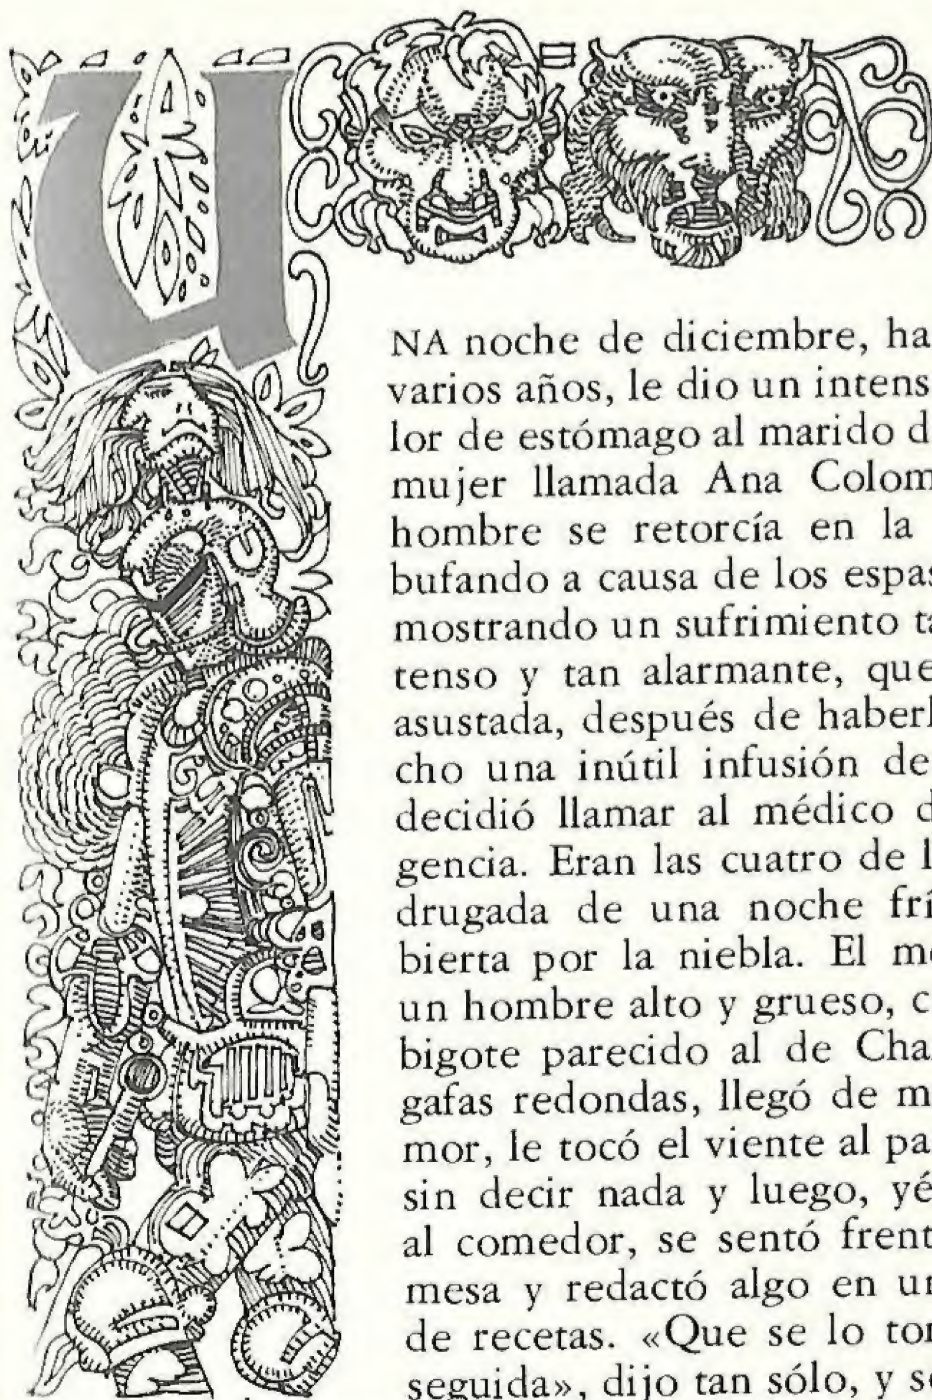 UNA noche de diciembre, ha
varios años, le dio un intens
lor de estómago al marido d
mujer llamada Ana Colom
hombre se retorcía en la
bufando a causa de los espas
mostrando un sufrimiento ta
tenso y tan alarmante, que
asustada, después de haberl
cho una inútil infusión de
decidió llamar al médico d
gencia. Eran las cuatro de l
drugada de una noche frí
bierta por la niebla. El mé
un hombre alto y grueso, c
bigote parecido al de Cha
gafas redondas, llegó de m
mor, le tocó el viente al pa
sin decir nada y luego, yé
al comedor, se sentó frent
mesa y redactó algo en un
de recetas. «Que se lo tor
seguida», dijo tan sólo, y se